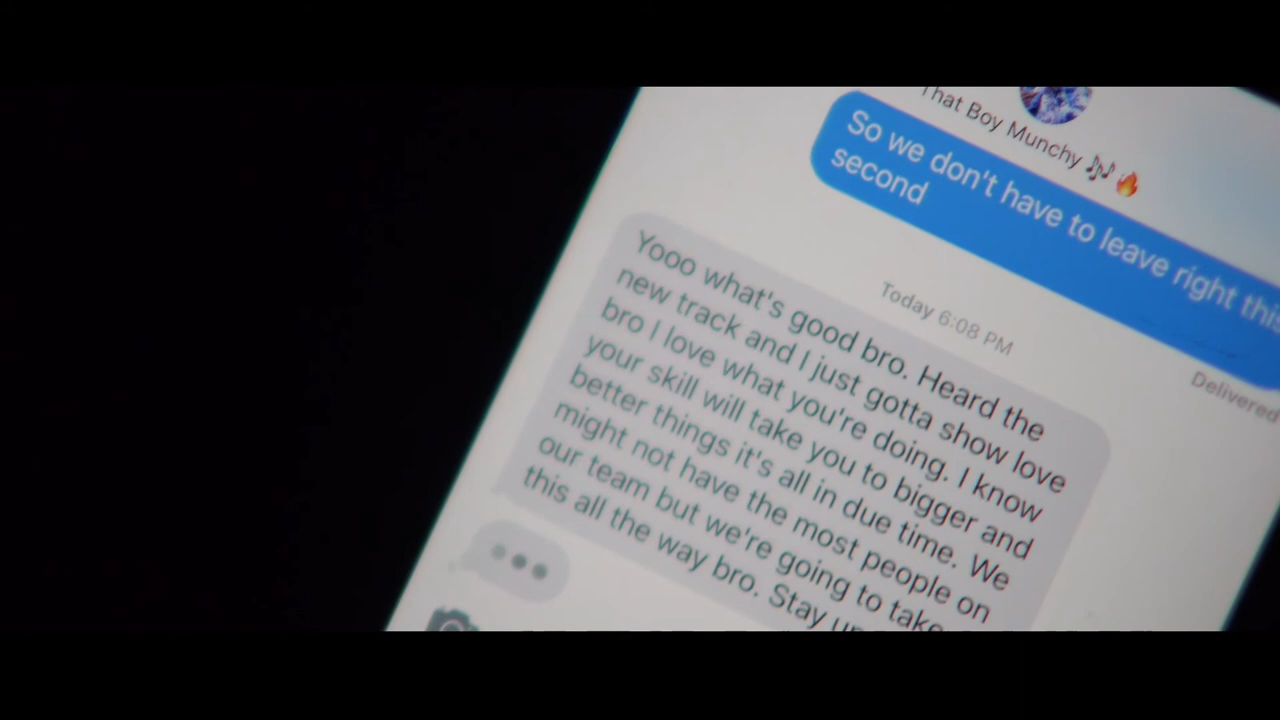 That Boy Munchy 🎶🔥
So we don't have to leave right this
second
Delivered
Today 6:08 PM
Yooo what's good bro. Heard the
new track and I just gotta show love
bro I love what you're doing. I know
your skill will take you to bigger and
better things it's all in due time. We
might not have the most people on
our team but we're going to take
this all the way bro. Stay